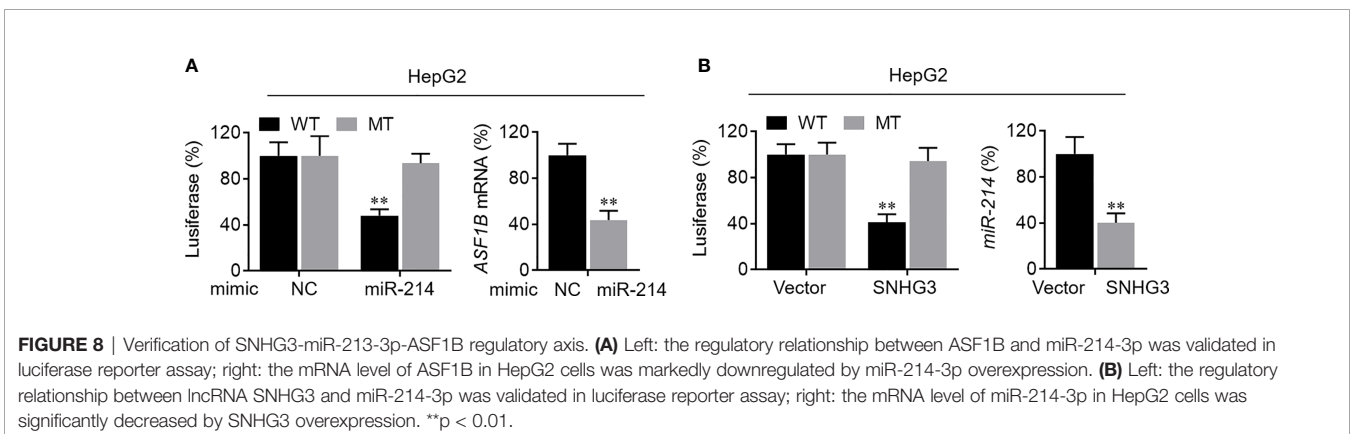 A
HepG2
WT MT
Lusiferase (%)
120
80
40
0
**
mimic NC miR-214
ASF1B mRNA (%)
120
80
40
0
**
mimic NC miR-214
B
HepG2
WT MT
Lusiferase (%)
120
80
40
0
**
Vector SNHG3
miR-214 (%)
120
80
40
0
**
Vector SNHG3
FIGURE 8 | Verification of SNHG3-miR-213-3p-ASF1B regulatory axis. (A) Left: the regulatory relationship between ASF1B and miR-214-3p was validated in
luciferase reporter assay; right: the mRNA level of ASF1B in HepG2 cells was markedly downregulated by miR-214-3p overexpression. (B) Left: the regulatory
relationship between lncRNA SNHG3 and miR-214-3p was validated in luciferase reporter assay; right: the mRNA level of miR-214-3p in HepG2 cells was
significantly decreased by SNHG3 overexpression. **p < 0.01.